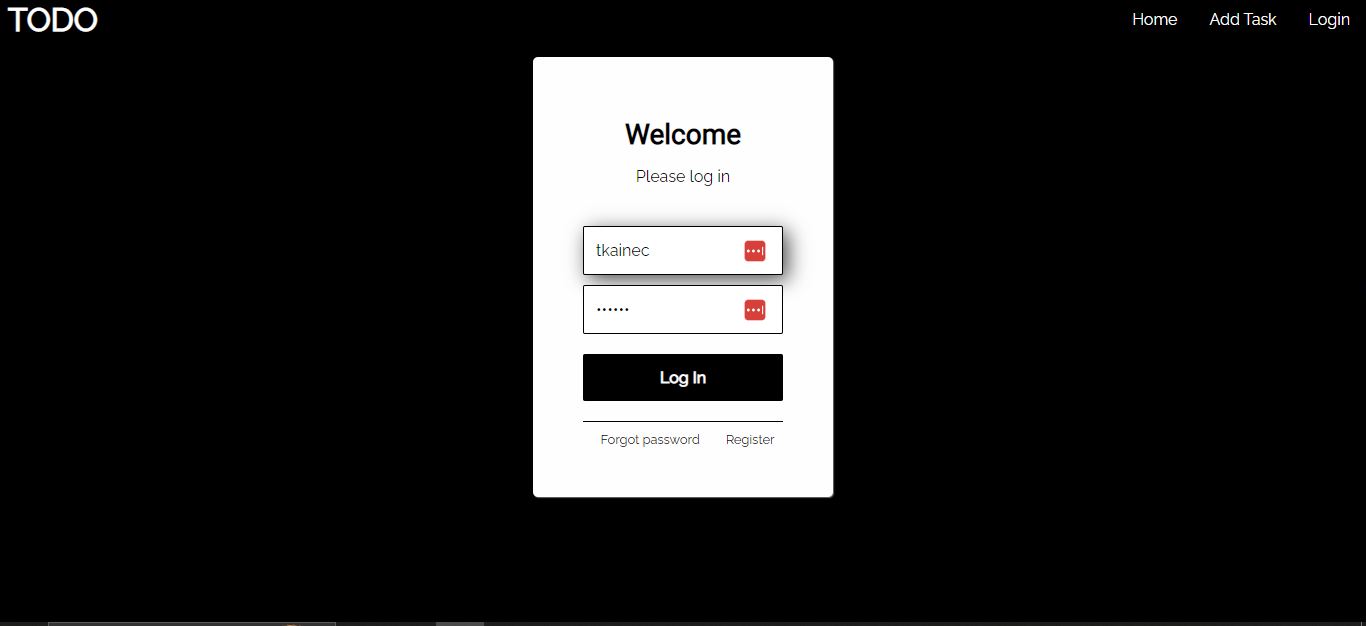 TODO
Home Add Task Login
Welcome
Please log in
tkainec
••••••
Log In
Forgot password Register